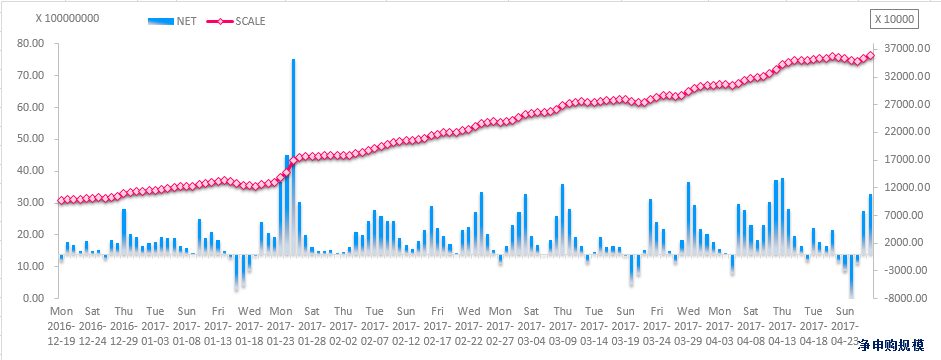 X 100000000
NET
SCALE
X 10000
80.00
70.00
60.00
50.00
40.00
30.00
20.00
10.00
0.00
37000.00
32000.00
27000.00
22000.00
17000.00
12000.00
7000.00
2000.00
-3000.00
-8000.00
Mon Sat Thu Tue Sun Fri Wed Mon Sat Thu Tue Sun Fri Wed Mon Sat Thu Tue Sun Fri Wed Mon Sat Thu Tue Sun
2016- 2016- 2016- 2017- 2017- 2017- 2017- 2017- 2017- 2017- 2017- 2017- 2017- 2017- 2017- 2017- 2017- 2017- 2017- 2017- 2017- 2017- 2017- 2017- 2017- 2017-
12-19 12-24 12-29 01-03 01-08 01-13 01-18 01-23 01-28 02-02 02-07 02-12 02-17 02-22 02-27 03-04 03-09 03-14 03-19 03-24 03-29 04-03 04-08 04-13 04-18 04-23
净申购规模